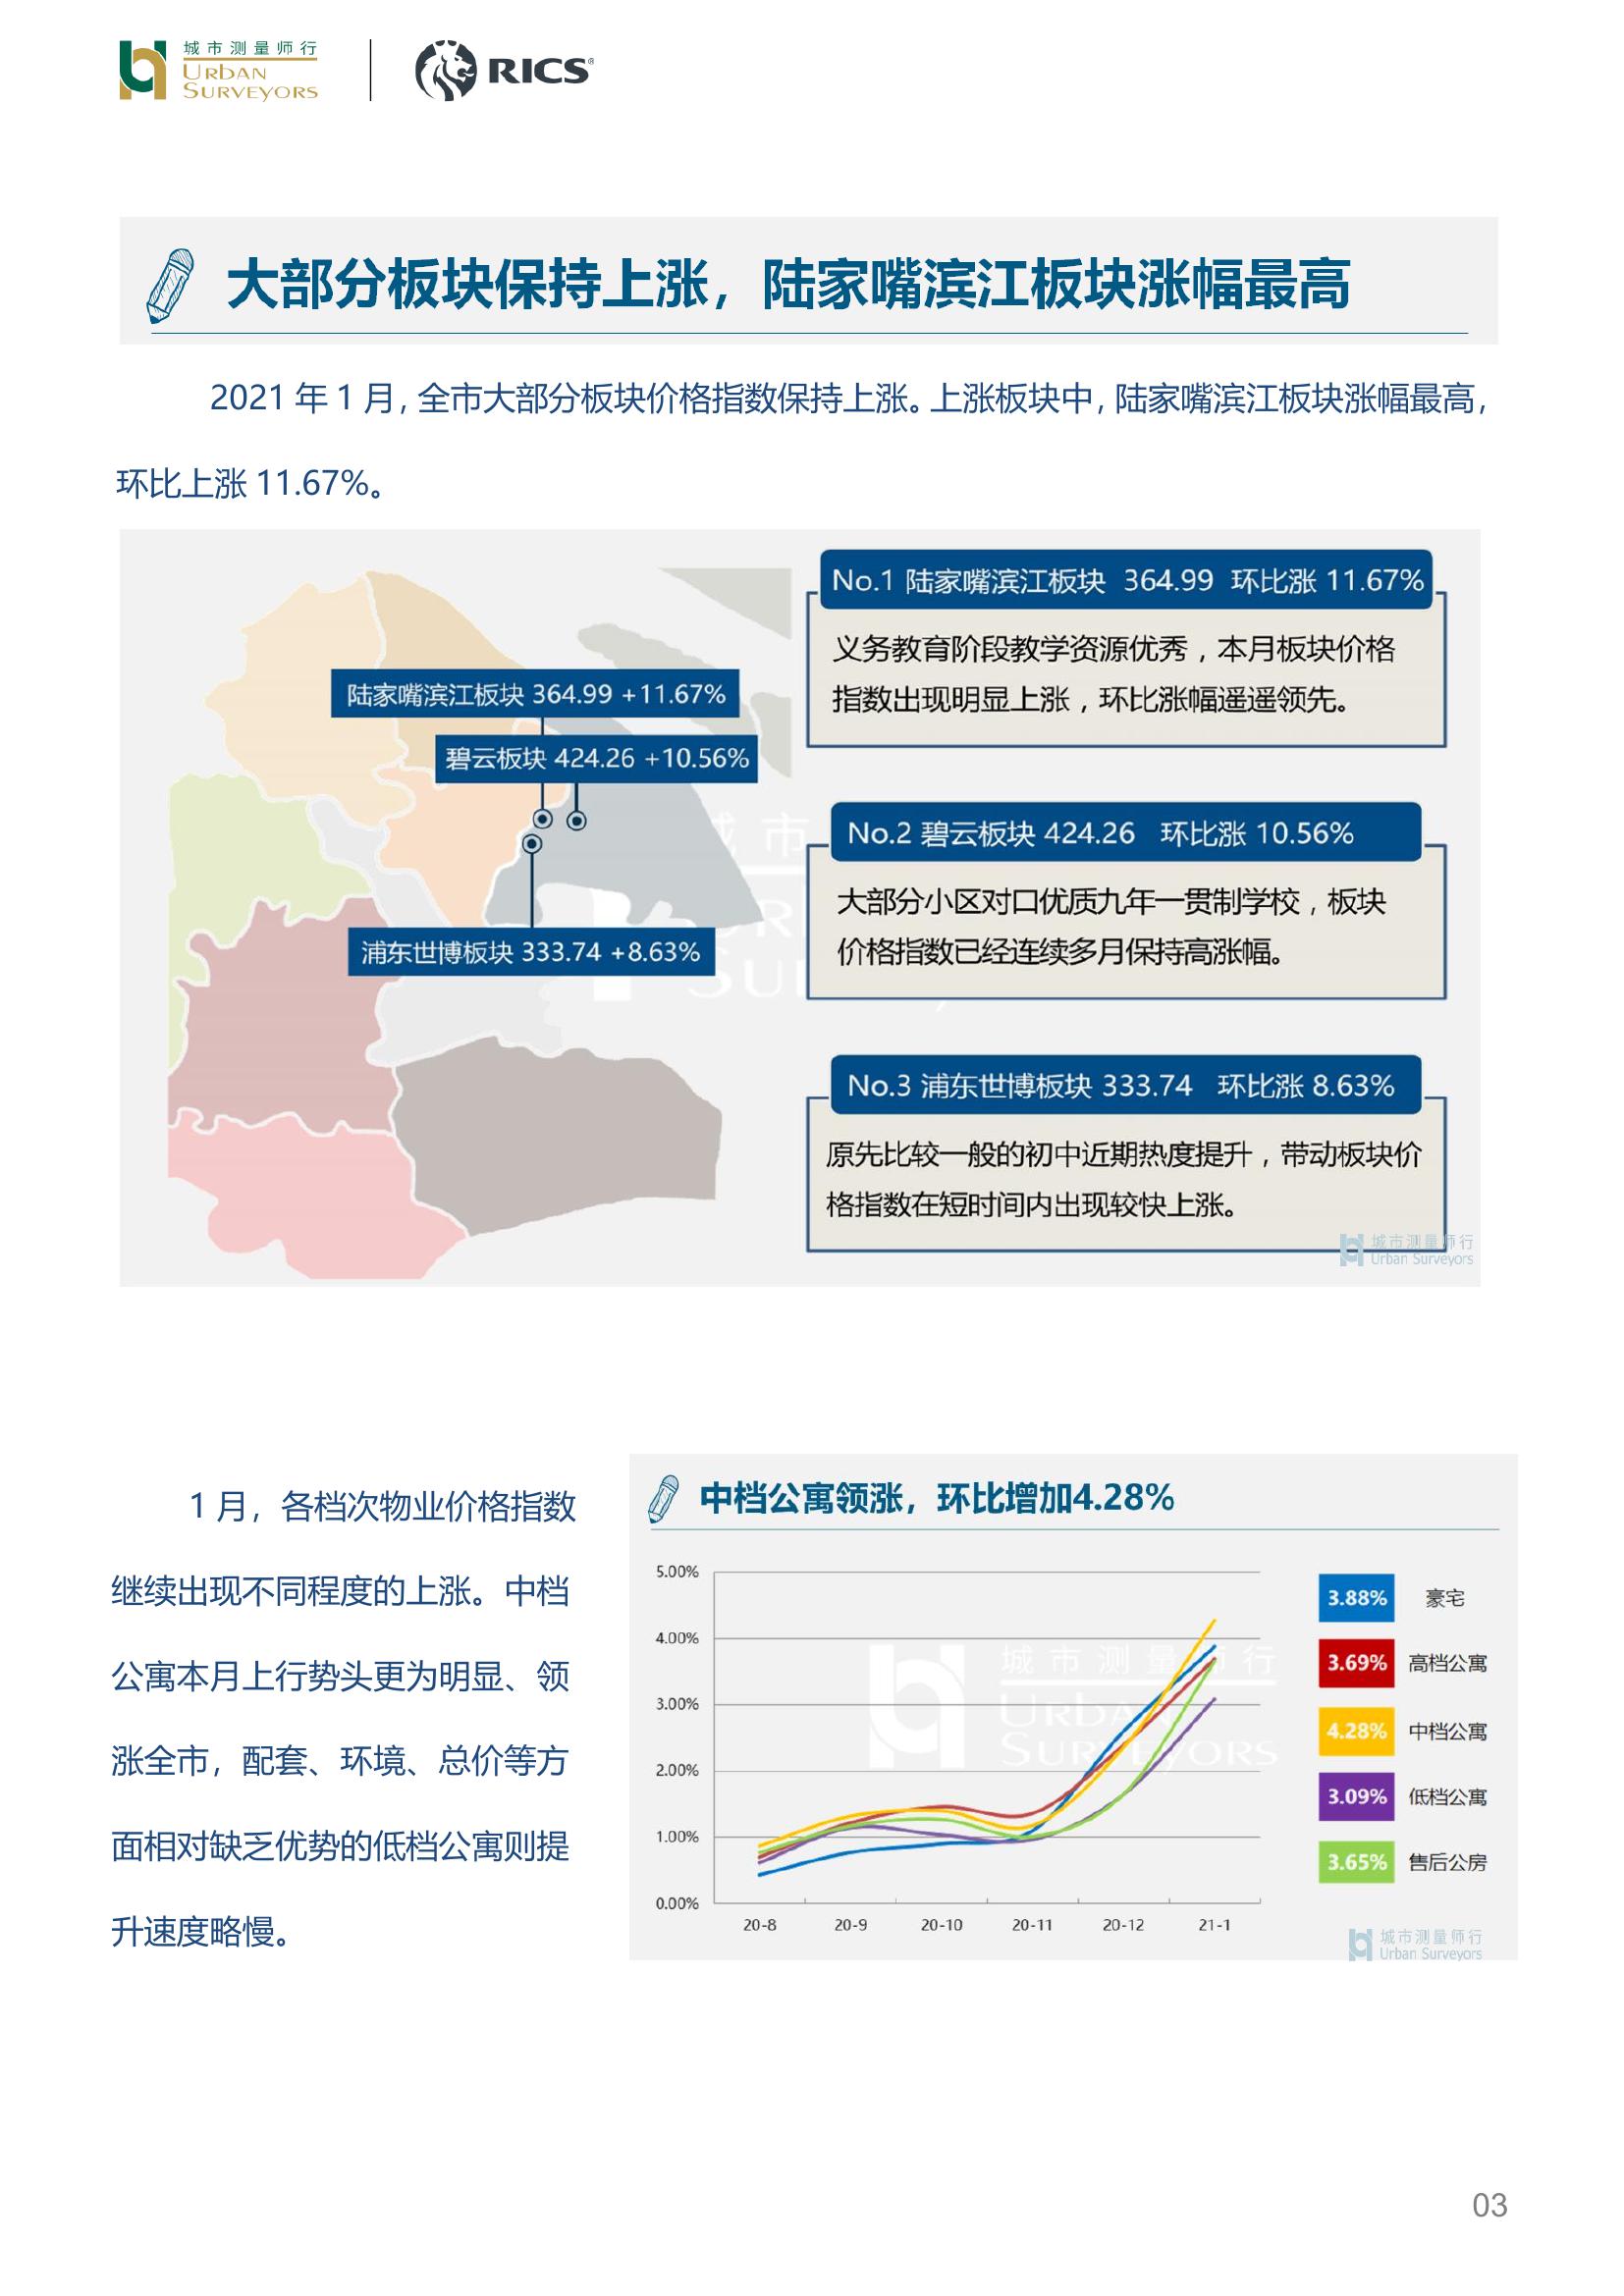 城市测量师行
URBAN
SURVEYORS
RICS®
大部分板块保持上涨，陆家嘴滨江板块涨幅最高
2021 年 1 月，全市大部分板块价格指数保持上涨。上涨板块中，陆家嘴滨江板块涨幅最高，
环比上涨 11.67%。
陆家嘴滨江板块 364.99 +11.67%
碧云板块 424.26 +10.56%
浦东世博板块 333.74 +8.63%
No.1 陆家嘴滨江板块 364.99 环比涨 11.67%
义务教育阶段教学资源优秀，本月板块价格
指数出现明显上涨，环比涨幅遥遥领先。
No.2 碧云板块 424.26 环比涨 10.56%
大部分小区对口优质九年一贯制学校，板块
价格指数已经连续多月保持高涨幅。
No.3 浦东世博板块 333.74 环比涨 8.63%
原先比较一般的初中近期热度提升，带动板块价
格指数在短时间内出现较快上涨。
城市测量师行
Urban Surveyors
1 月，各档次物业价格指数
继续出现不同程度的上涨。中档
公寓本月上行势头更为明显、领
涨全市，配套、环境、总价等方
面相对缺乏优势的低档公寓则提
升速度略慢。
中档公寓领涨，环比增加4.28%
5.00%
4.00%
3.00%
2.00%
1.00%
0.00%
20-8 20-9 20-10 20-11 20-12 21-1
城市测量师行
URBAN
SURVEYORS
3.88% 豪宅
3.69% 高档公寓
4.28% 中档公寓
3.09% 低档公寓
3.65% 售后公房
城市测量师行
Urban Surveyors
03